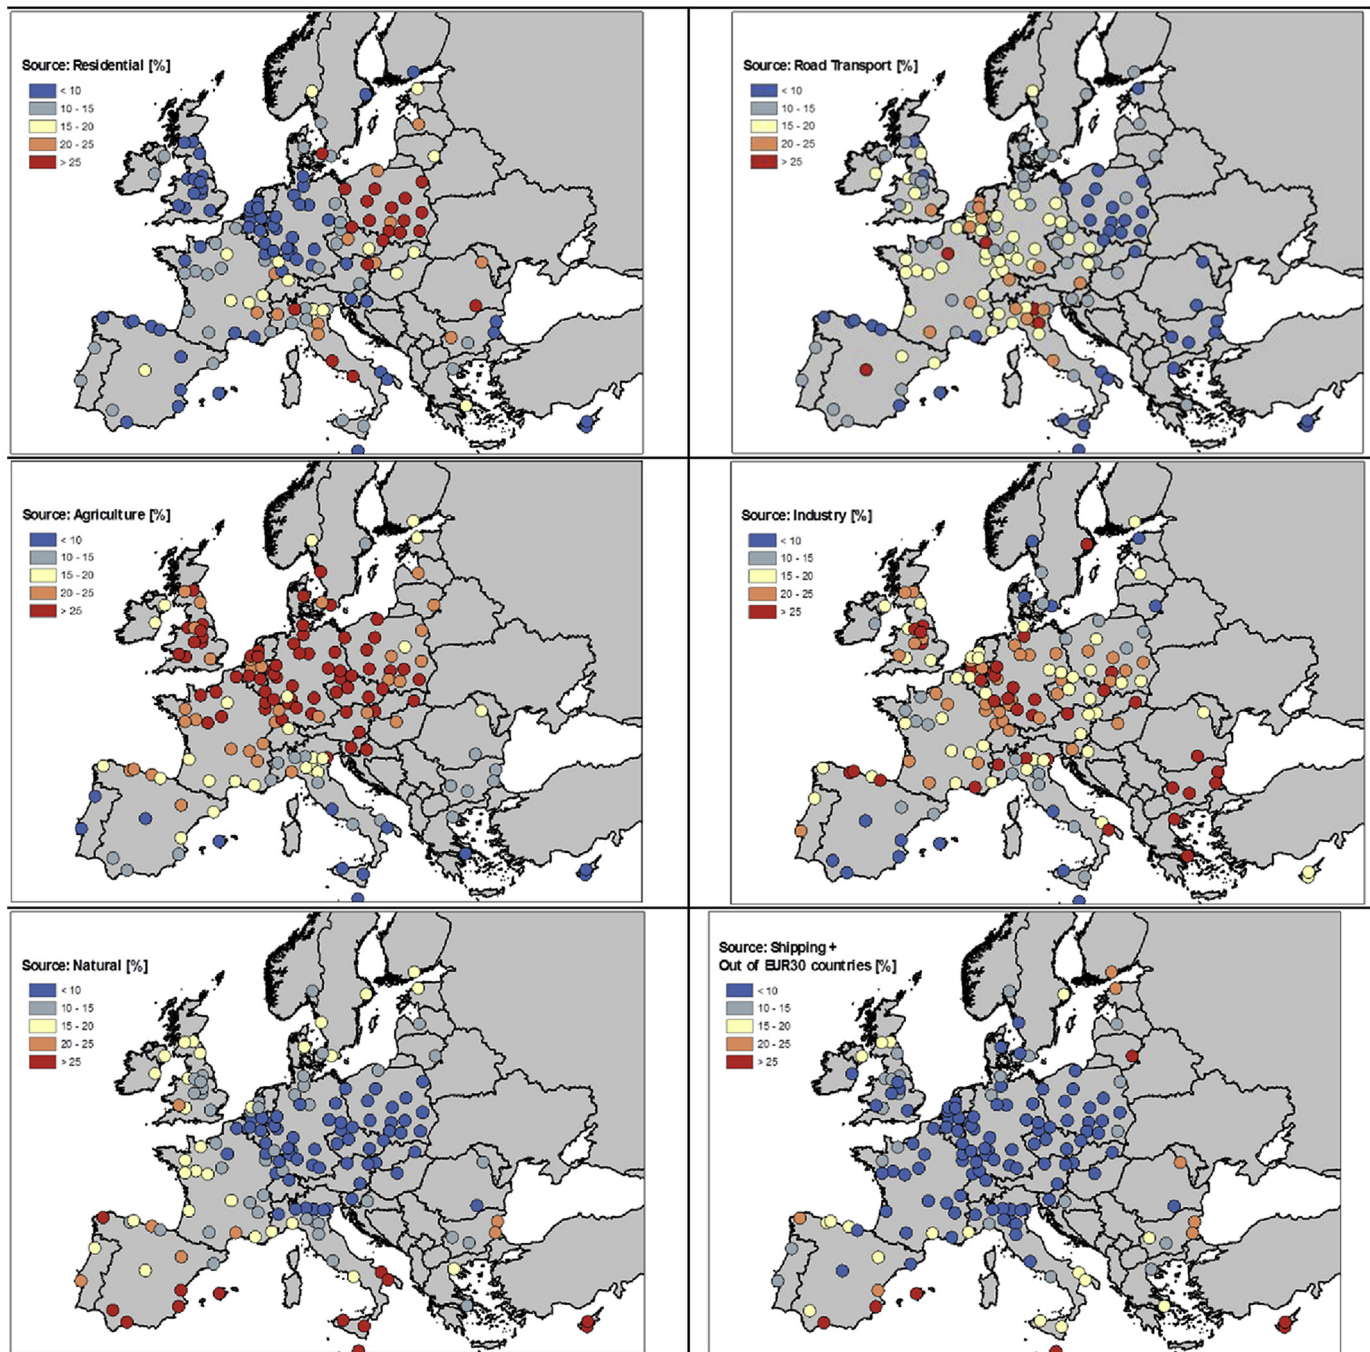 Source: Residential [%]
< 10
10 - 15
15 - 20
20 - 25
> 25
Source: Road Transport [%]
< 10
10 - 15
15 - 20
20 - 25
> 25
Source: Agriculture [%]
< 10
10 - 15
15 - 20
20 - 25
> 25
Source: Industry [%]
< 10
10 - 15
15 - 20
20 - 25
> 25
Source: Natural [%]
< 10
10 - 15
15 - 20
20 - 25
> 25
Source: Shipping +
Out of EUR30 countries [%]
< 10
10 - 15
15 - 20
20 - 25
> 25